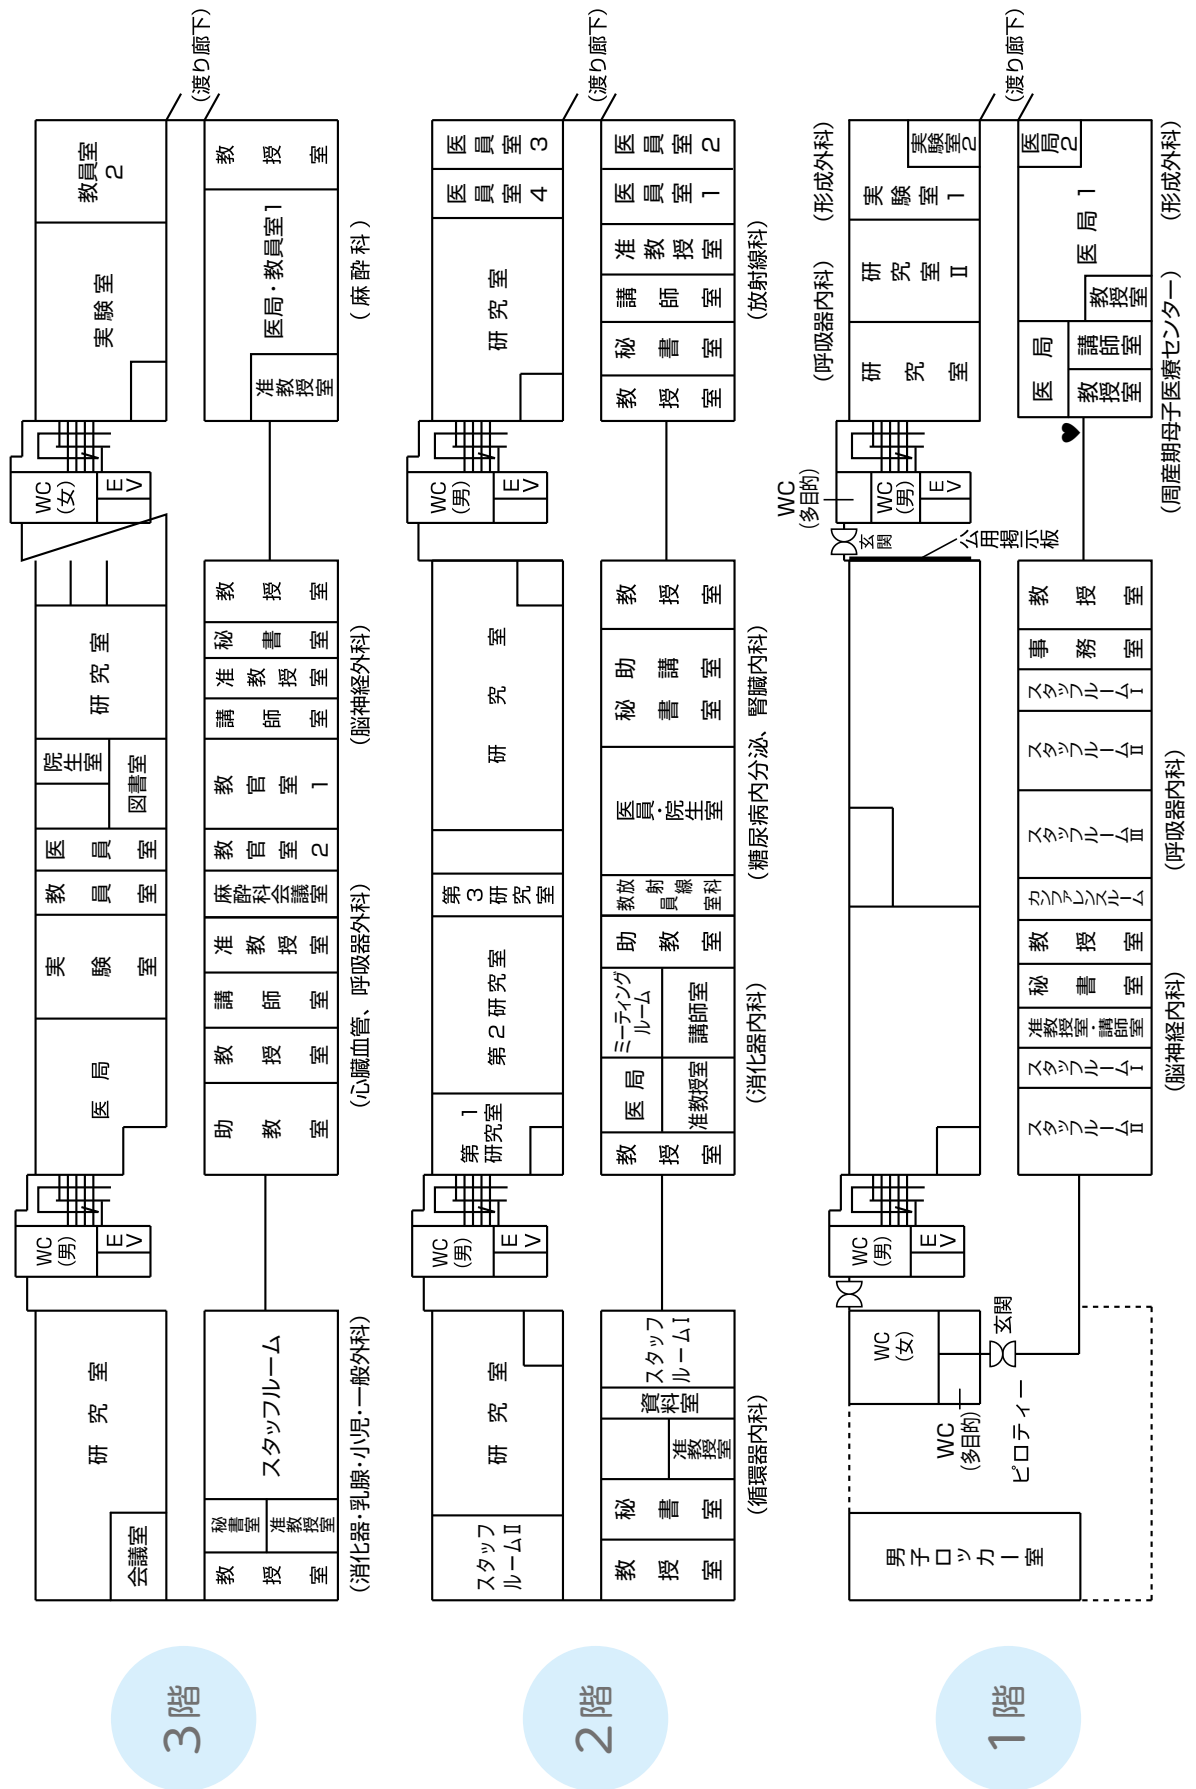 3階
研究室
会議室
WC
(男)
EV
医局
実験室
教員室
医員室
院生室
図書室
研究室
WC
(女)
EV
実験室
教員室
2
(渡り廊下)
教授室
秘書室
准教授室
スタッフルーム
(消化器・乳腺・小児・一般外科)
助教室
教授室
講師室
准教授室
(心臓血管、呼吸器外科)
麻酔科会議室
教官室2
教官室1
講師室
准教授室
秘書室
教授室
(脳神経外科)
准教授室
医局・教員室1
教授室
(麻酔科)
2階
スタッフ
ルームⅡ
研究室
WC
(男)
EV
第1
研究室
第2研究室
第3研究室
研究室
WC
(男)
EV
研究室
医員室4
医員室3
(渡り廊下)
教授室
秘書室
准教授室
資料室
スタッフ
ルームⅠ
(循環器内科)
教授室
医局
准教授室
ミーティング
ルーム
講師室
助教室
(消化器内科)
放射線科
教員室
医員・院生室
助講室
秘書室
教授室
(糖尿病内分泌、腎臓内科)
教授室
秘書室
講師室
准教授室
医員室1
医員室2
(放射線科)
1階
男子ロッカー室
WC
(女)
WC
(多目的)
玄関
ピロティー
WC
(男)
EV
公用掲示板
玄関
WC
(多目的)
WC
(男)
EV
研究室
研究室Ⅱ
(呼吸器内科)
実験室1
実験室2
(形成外科)
(渡り廊下)
スタッフルームⅡ
スタッフルームⅠ
准教授室・講師室
秘書室
教授室
(脳神経内科)
カンファレンスルーム
スタッフルームⅢ
スタッフルームⅡ
スタッフルームⅠ
事務室
教授室
(呼吸器内科)
医局
教授室
講師室
(周産期母子医療センター)
教授室
医局1
医局2
(形成外科)